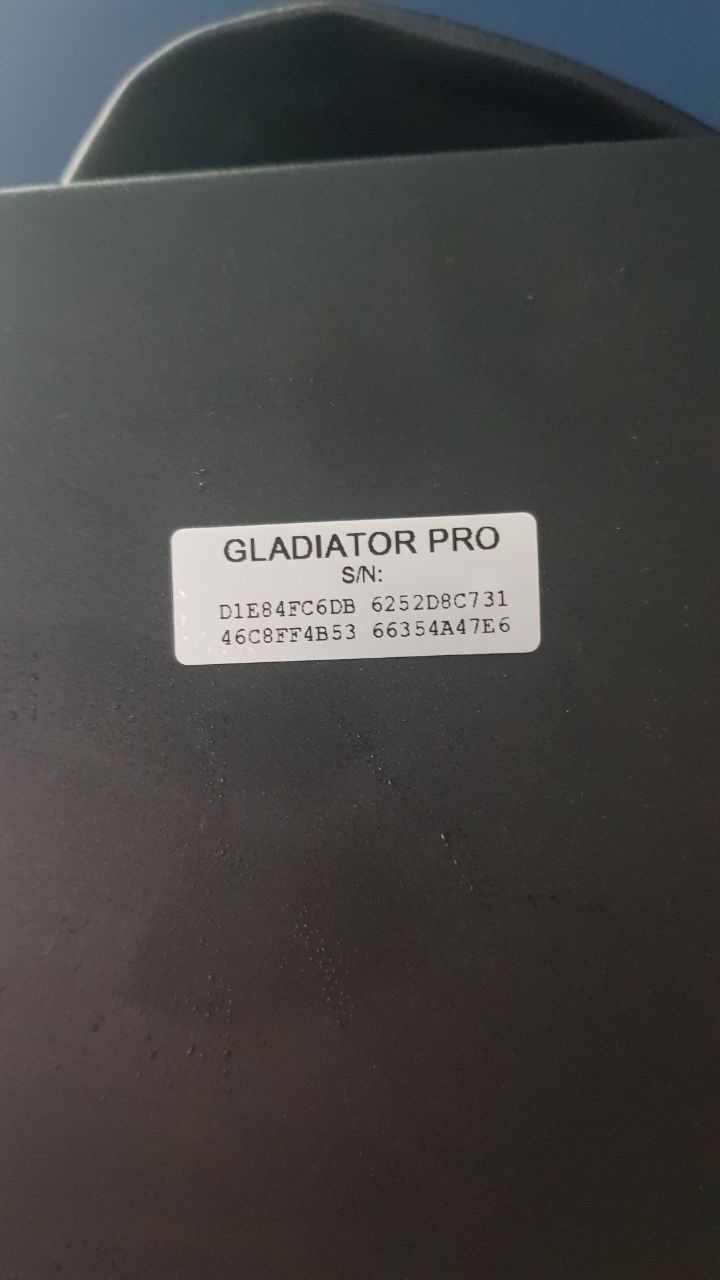 GLADIATOR PRO
S/N:
D1E84FC6DB 6252D8C731
46C8FF4B53 66354A47E6